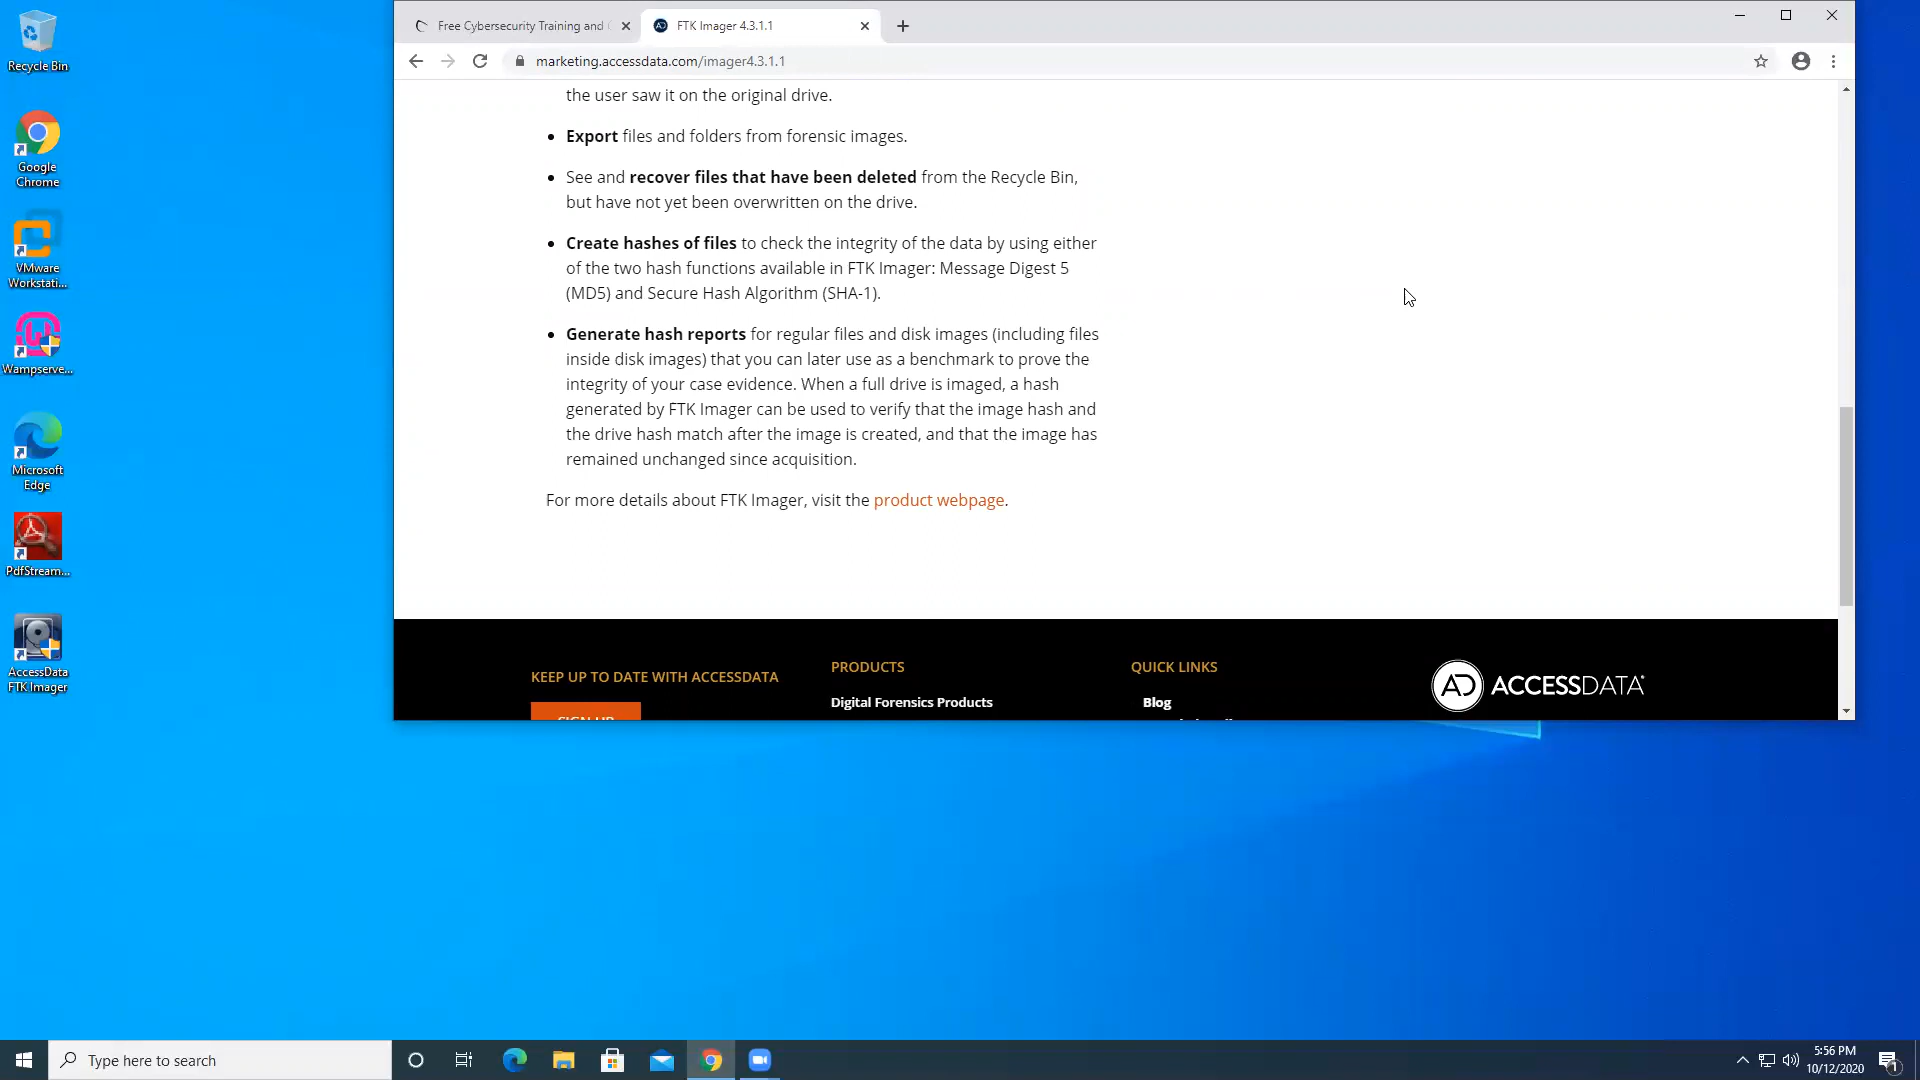 Recycle Bin
Google
Chrome
VMware
Workstati...
Wampserve...
Microsoft
Edge
PdfStream...
AccessData
FTK Imager
Free Cybersecurity Training and
FTK Imager 4.3.1.1
marketing.accessdata.com/imager4.3.1.1
the user saw it on the original drive.
• Export files and folders from forensic images.
• See and recover files that have been deleted from the Recycle Bin,
but have not yet been overwritten on the drive.
• Create hashes of files to check the integrity of the data by using either
of the two hash functions available in FTK Imager: Message Digest 5
(MD5) and Secure Hash Algorithm (SHA-1).
• Generate hash reports for regular files and disk images (including files
inside disk images) that you can later use as a benchmark to prove the
integrity of your case evidence. When a full drive is imaged, a hash
generated by FTK Imager can be used to verify that the image hash and
the drive hash match after the image is created, and that the image has
remained unchanged since acquisition.
For more details about FTK Imager, visit the product webpage.
KEEP UP TO DATE WITH ACCESSDATA
SIGN UP
PRODUCTS
Digital Forensics Products
QUICK LINKS
Blog
AD ACCESSDATA
Type here to search
5:56 PM
10/12/2020
1